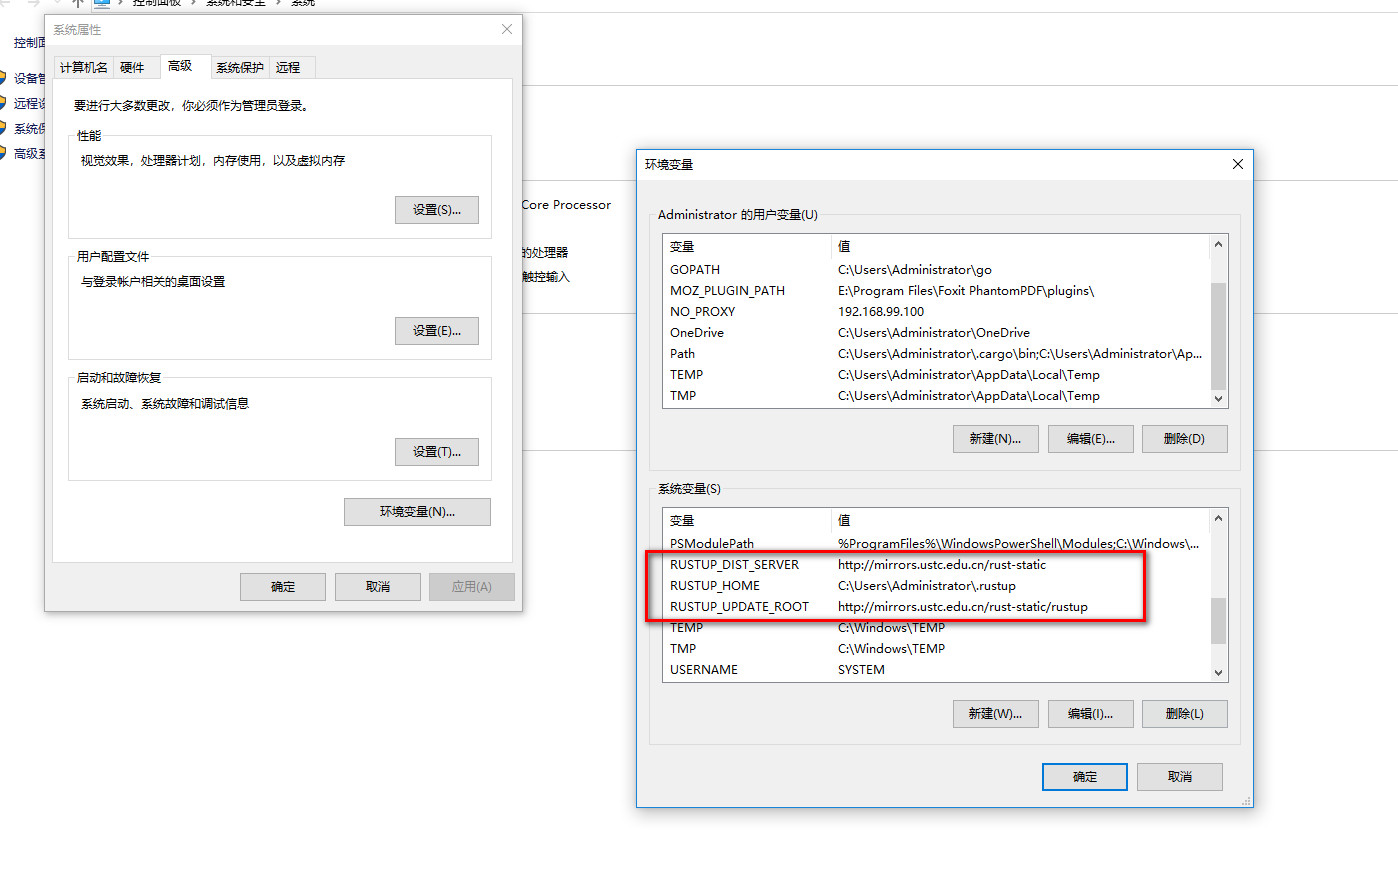 控制面板 › 系统和安全 › 系统
系统属性
控制面
设备管
远程设
系统保
高级系
计算机名 硬件 高级 系统保护 远程
要进行大多数更改，你必须作为管理员登录。
性能
视觉效果，处理器计划，内存使用，以及虚拟内存
设置(S)...
用户配置文件
与登录帐户相关的桌面设置
设置(E)...
启动和故障恢复
系统启动、系统故障和调试信息
设置(T)...
环境变量(N)...
确定 取消 应用(A)
Core Processor
的处理器
触控输入
环境变量
Administrator 的用户变量(U)
变量 值
GOPATH C:\Users\Administrator\go
MOZ_PLUGIN_PATH E:\Program Files\Foxit PhantomPDF\plugins\
NO_PROXY 192.168.99.100
OneDrive C:\Users\Administrator\OneDrive
Path C:\Users\Administrator\.cargo\bin;C:\Users\Administrator\Ap...
TEMP C:\Users\Administrator\AppData\Local\Temp
TMP C:\Users\Administrator\AppData\Local\Temp
新建(N)... 编辑(E)... 删除(D)
系统变量(S)
变量 值
PSModulePath %ProgramFiles%\WindowsPowerShell\Modules;C:\Windows\...
RUSTUP_DIST_SERVER http://mirrors.ustc.edu.cn/rust-static
RUSTUP_HOME C:\Users\Administrator\.rustup
RUSTUP_UPDATE_ROOT http://mirrors.ustc.edu.cn/rust-static/rustup
TEMP C:\Windows\TEMP
TMP C:\Windows\TEMP
USERNAME SYSTEM
新建(W)... 编辑(I)... 删除(L)
确定 取消